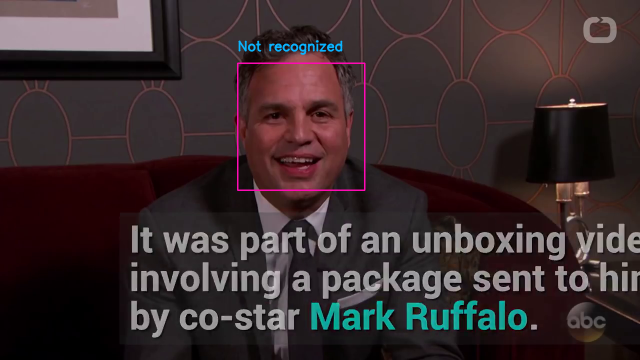 Not recognized
It was part of an unboxing vide
involving a package sent to hi
by co-star Mark Ruffalo.
abc